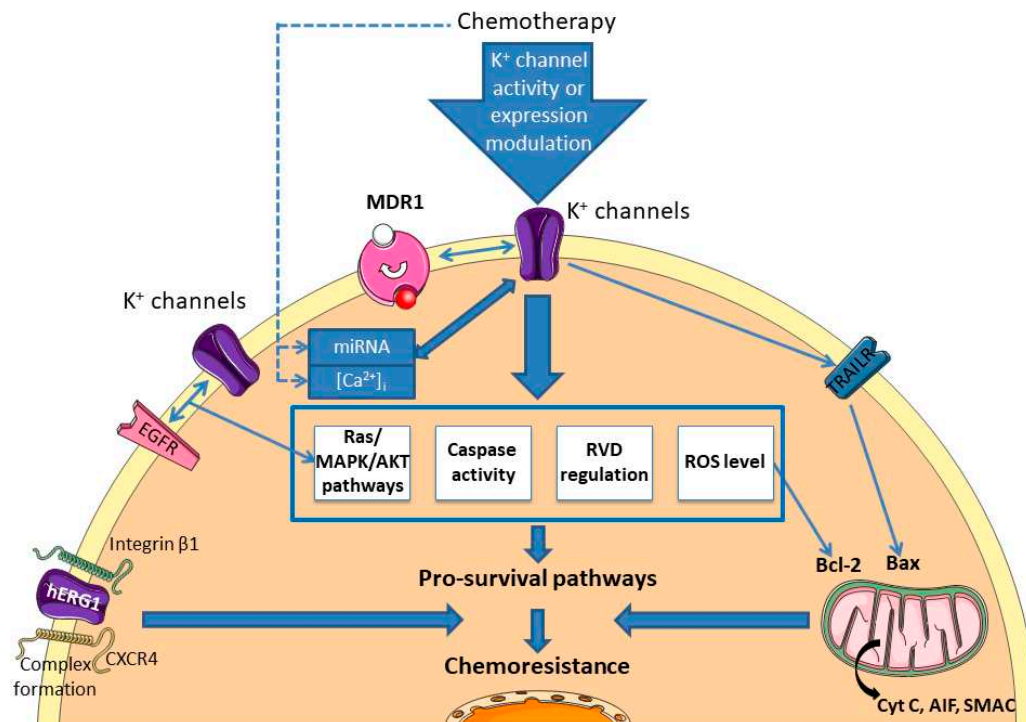 Chemotherapy
K⁺ channel
activity or
expression
modulation
MDR1
K⁺ channels
K⁺ channels
miRNA
[Ca²⁺]ᵢ
TRAILR
EGFR
Ras/
MAPK/AKT
pathways
Caspase
activity
RVD
regulation
ROS level
Integrin β1
hERG1
CXCR4
Complex
formation
Pro-survival pathways
Bcl-2
Bax
Chemoresistance
Cyt C, AIF, SMAC